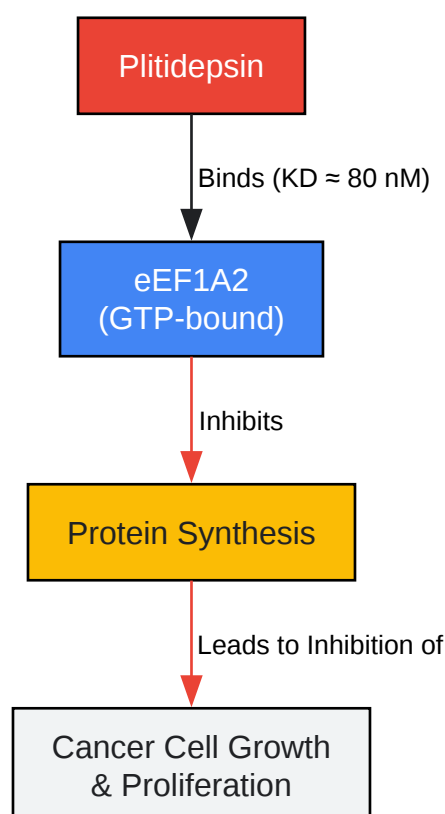 Plitidepsin
Binds (KD ≈ 80 nM)
eEF1A2
(GTP-bound)
Inhibits
Protein Synthesis
Leads to Inhibition of
Cancer Cell Growth
& Proliferation